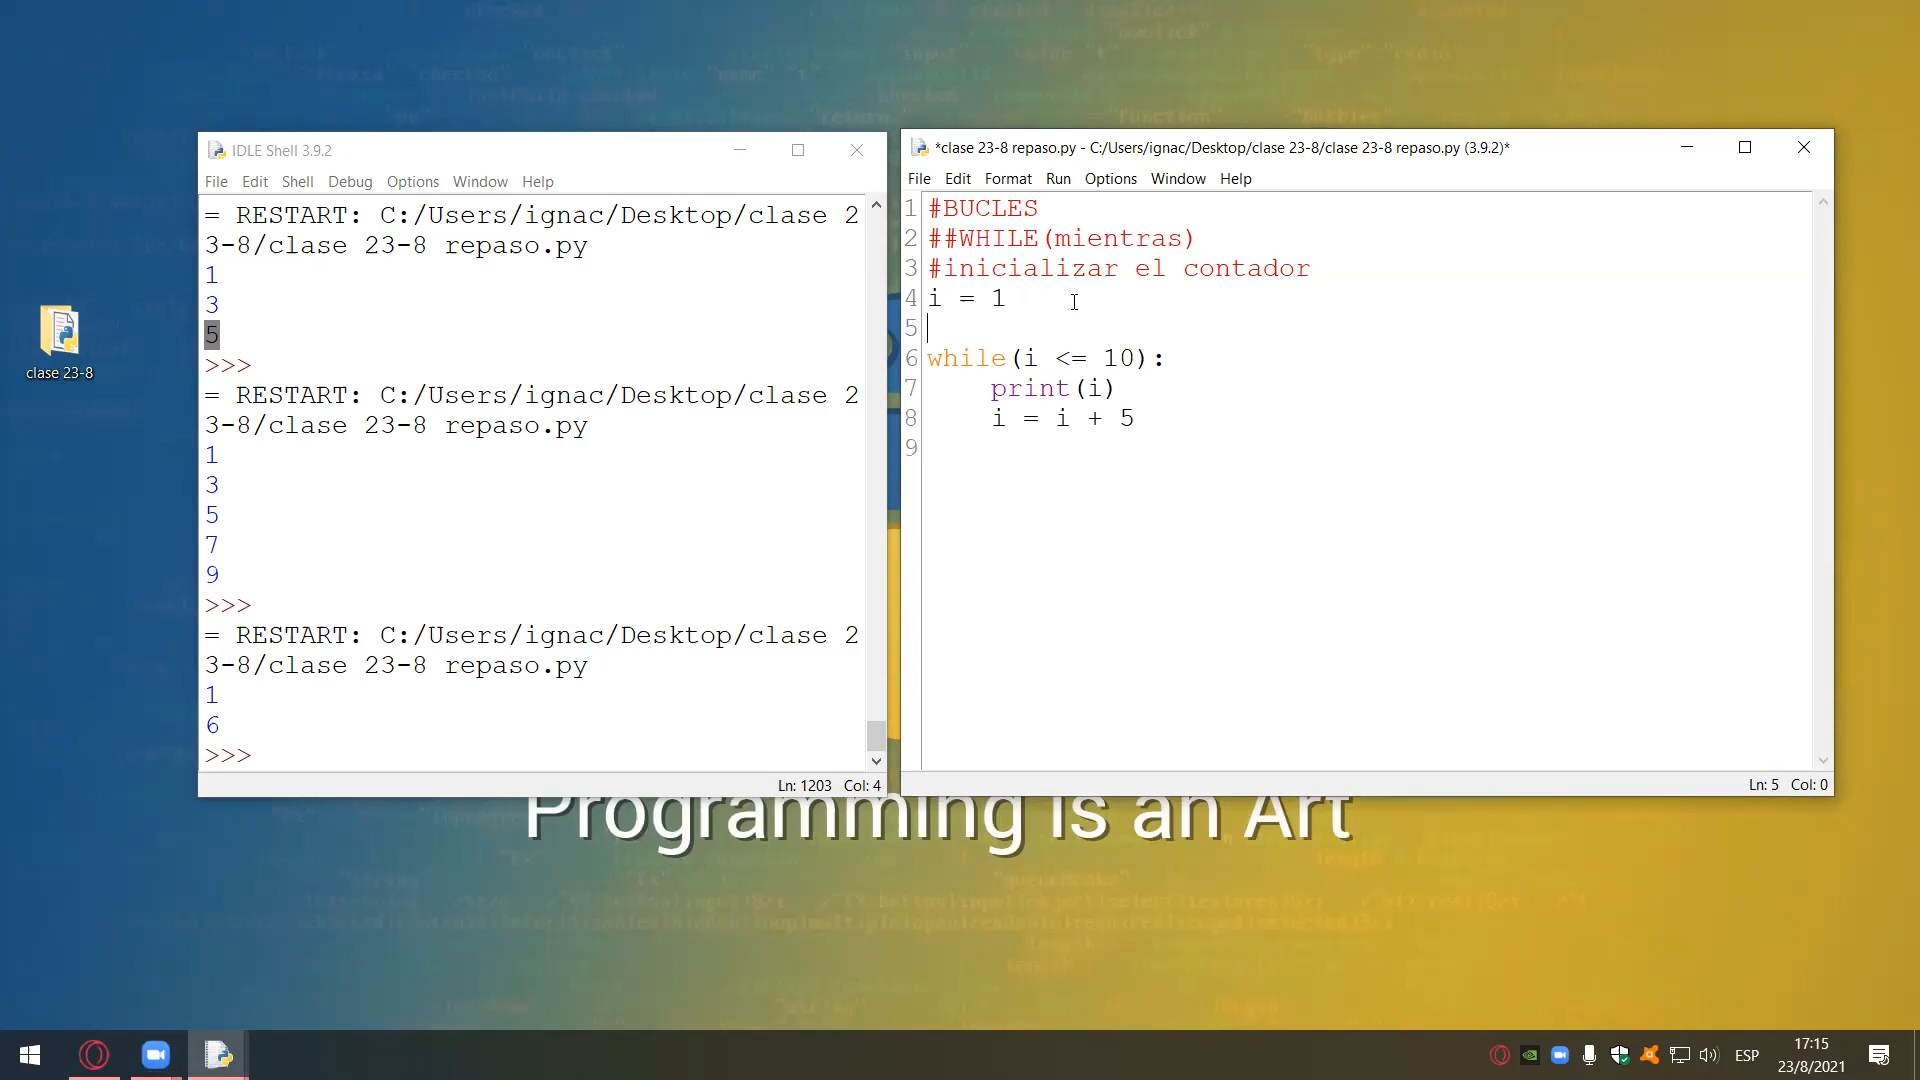 clase 23-8
IDLE Shell 3.9.2
File Edit Shell Debug Options Window Help
= RESTART: C:/Users/ignac/Desktop/clase 2
3-8/clase 23-8 repaso.py
1
3
5
>>>
= RESTART: C:/Users/ignac/Desktop/clase 2
3-8/clase 23-8 repaso.py
1
3
5
7
9
>>>
= RESTART: C:/Users/ignac/Desktop/clase 2
3-8/clase 23-8 repaso.py
1
6
>>>
Ln: 1203 Col: 4
*clase 23-8 repaso.py - C:/Users/ignac/Desktop/clase 23-8/clase 23-8 repaso.py (3.9.2)*
File Edit Format Run Options Window Help
1 #BUCLES
2 ##WHILE(mientras)
3 #inicializar el contador
4 i = 1
5
6 while(i <= 10):
7     print(i)
8     i = i + 5
9
Ln: 5 Col: 0
Programming is an Art
ESP
17:15
23/8/2021